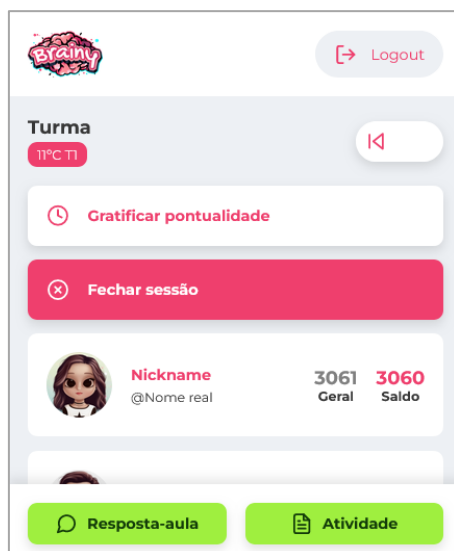 Brainy
Logout
Turma
11ºC T1
Gratificar pontualidade
Fechar sessão
Nickname
@Nome real
3061 3060
Geral Saldo
Resposta-aula
Atividade